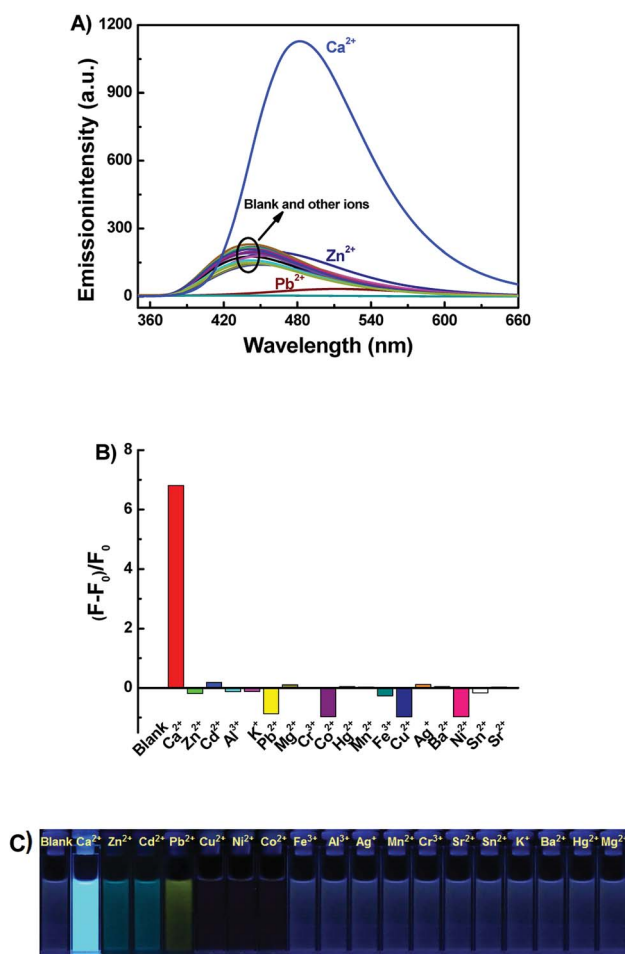 A)
1200
900
600
300
0
Emissionintensity (a.u.)
Ca²⁺
Blank and other ions
Zn²⁺
Pb²⁺
360 420 480 540 600 660
Wavelength (nm)
B)
8
6
4
2
0
(F-F₀)/F₀
Blank Ca²⁺ Zn²⁺ Cd²⁺ Al³⁺ K⁺ Pb²⁺ Mg²⁺ Cr³⁺ Co²⁺ Hg²⁺ Mn²⁺ Fe³⁺ Cu²⁺ Ag⁺ Ba²⁺ Ni²⁺ Sn²⁺ Sr²⁺
C)
Blank Ca²⁺ Zn²⁺ Cd²⁺ Pb²⁺ Cu²⁺ Ni²⁺ Co²⁺ Fe³⁺ Al³⁺ Ag⁺ Mn²⁺ Cr³⁺ Sr²⁺ Sn²⁺ K⁺ Ba²⁺ Hg²⁺ Mg²⁺